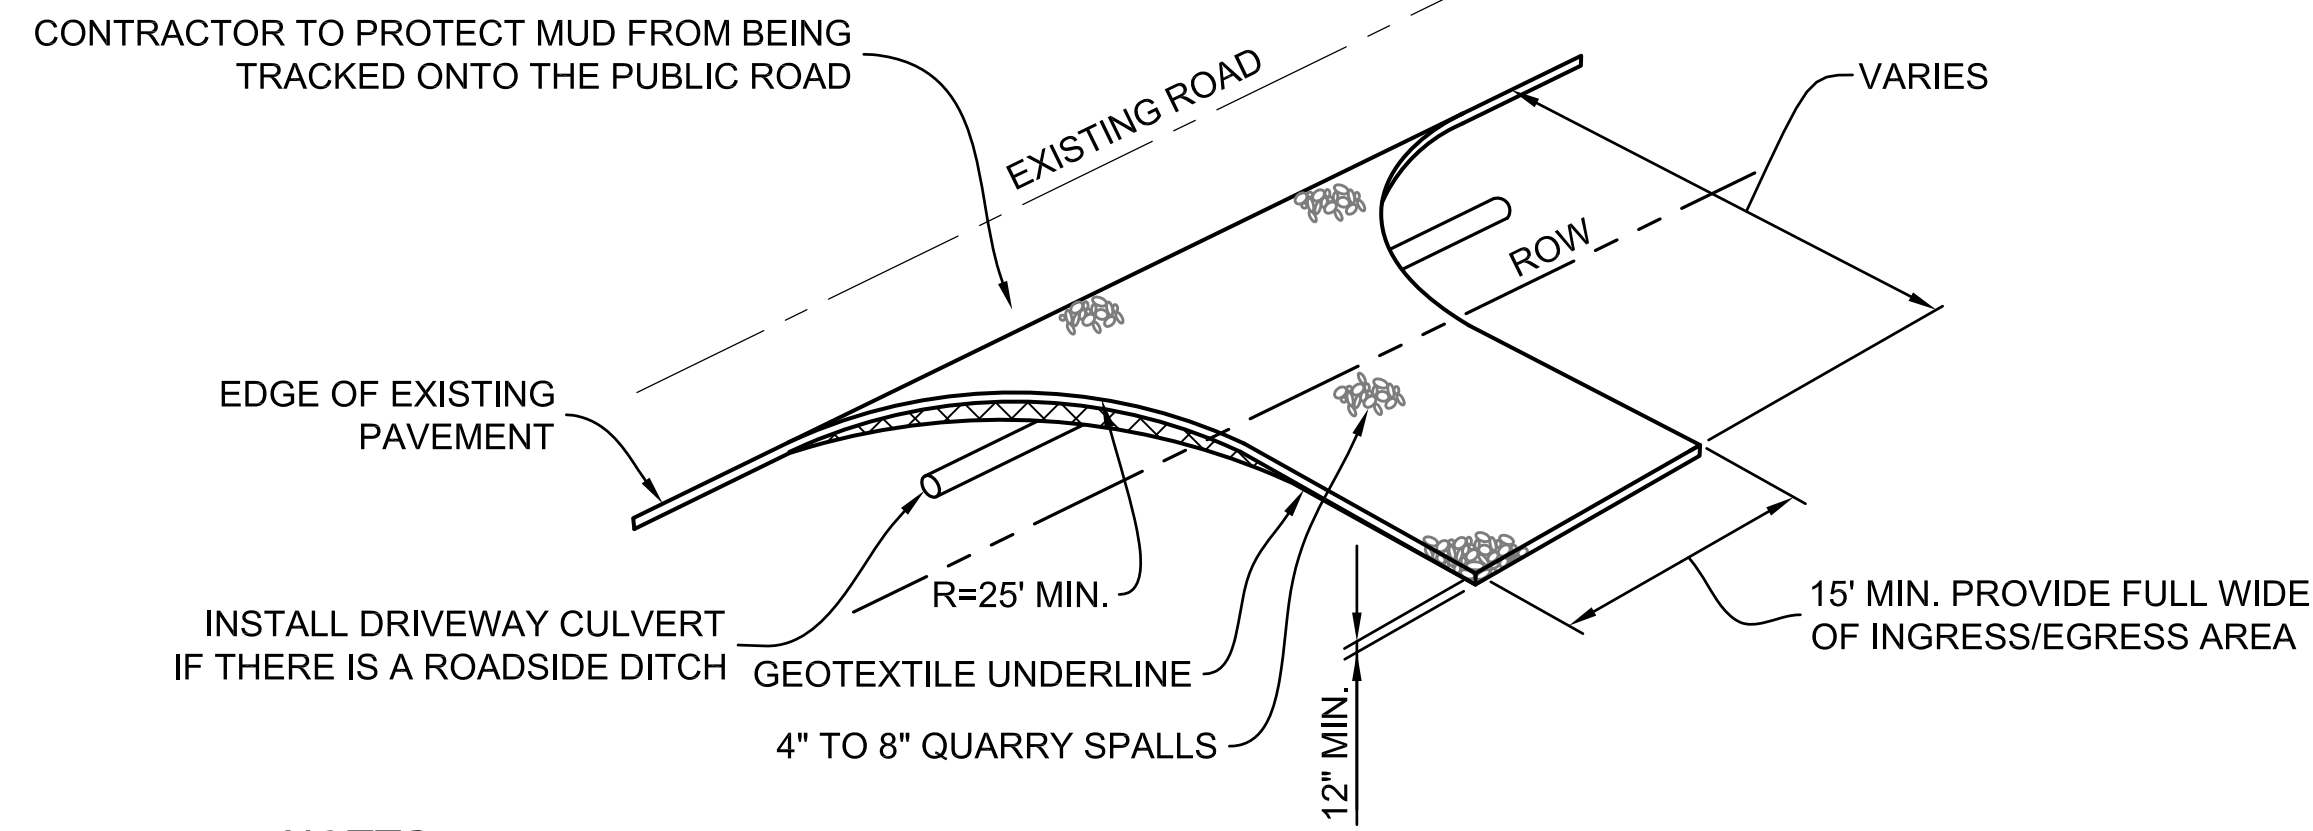 CONTRACTOR TO PROTECT MUD FROM BEING
TRACKED ONTO THE PUBLIC ROAD
EXISTING ROAD
VARIES
ROW
EDGE OF EXISTING
PAVEMENT
R=25' MIN.
INSTALL DRIVEWAY CULVERT
IF THERE IS A ROADSIDE DITCH
GEOTEXTILE UNDERLINE
4" TO 8" QUARRY SPALLS
12" MIN.
15' MIN. PROVIDE FULL WIDE
OF INGRESS/EGRESS AREA